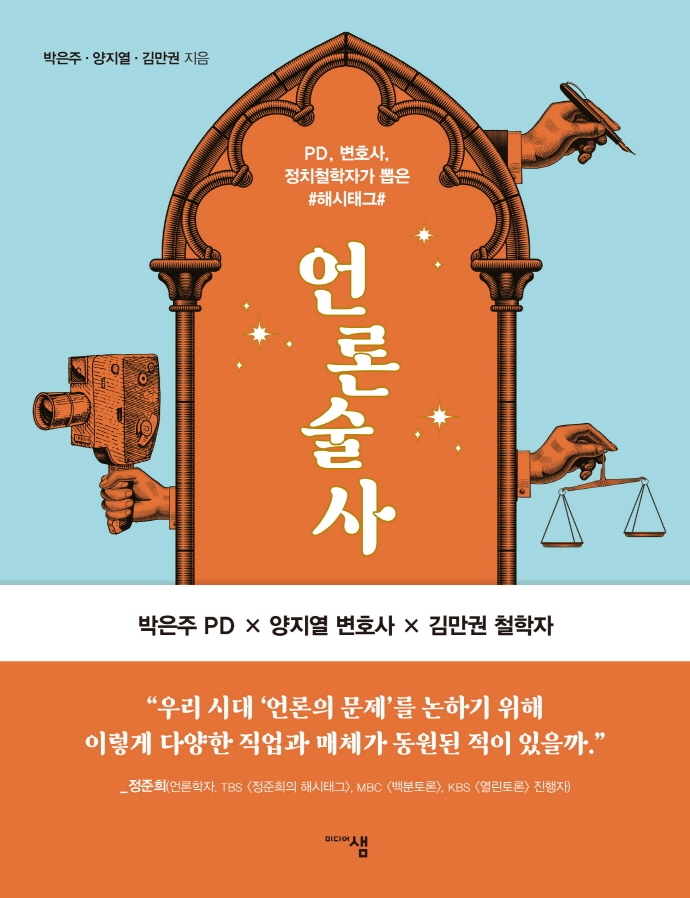 박은주 · 양지열 · 김만권 지음
PD, 변호사,
정치철학자가 뽑은
#해시태그#
언론술사
박은주 PD × 양지열 변호사 × 김만권 철학자
“우리 시대 ‘언론의 문제’를 논하기 위해
이렇게 다양한 직업과 매체가 동원된 적이 있을까.”
_정준희(언론학자, TBS 〈정준희의 해시태그〉, MBC 〈백분토론〉, KBS 〈열린토론〉 진행자)
미디어샘